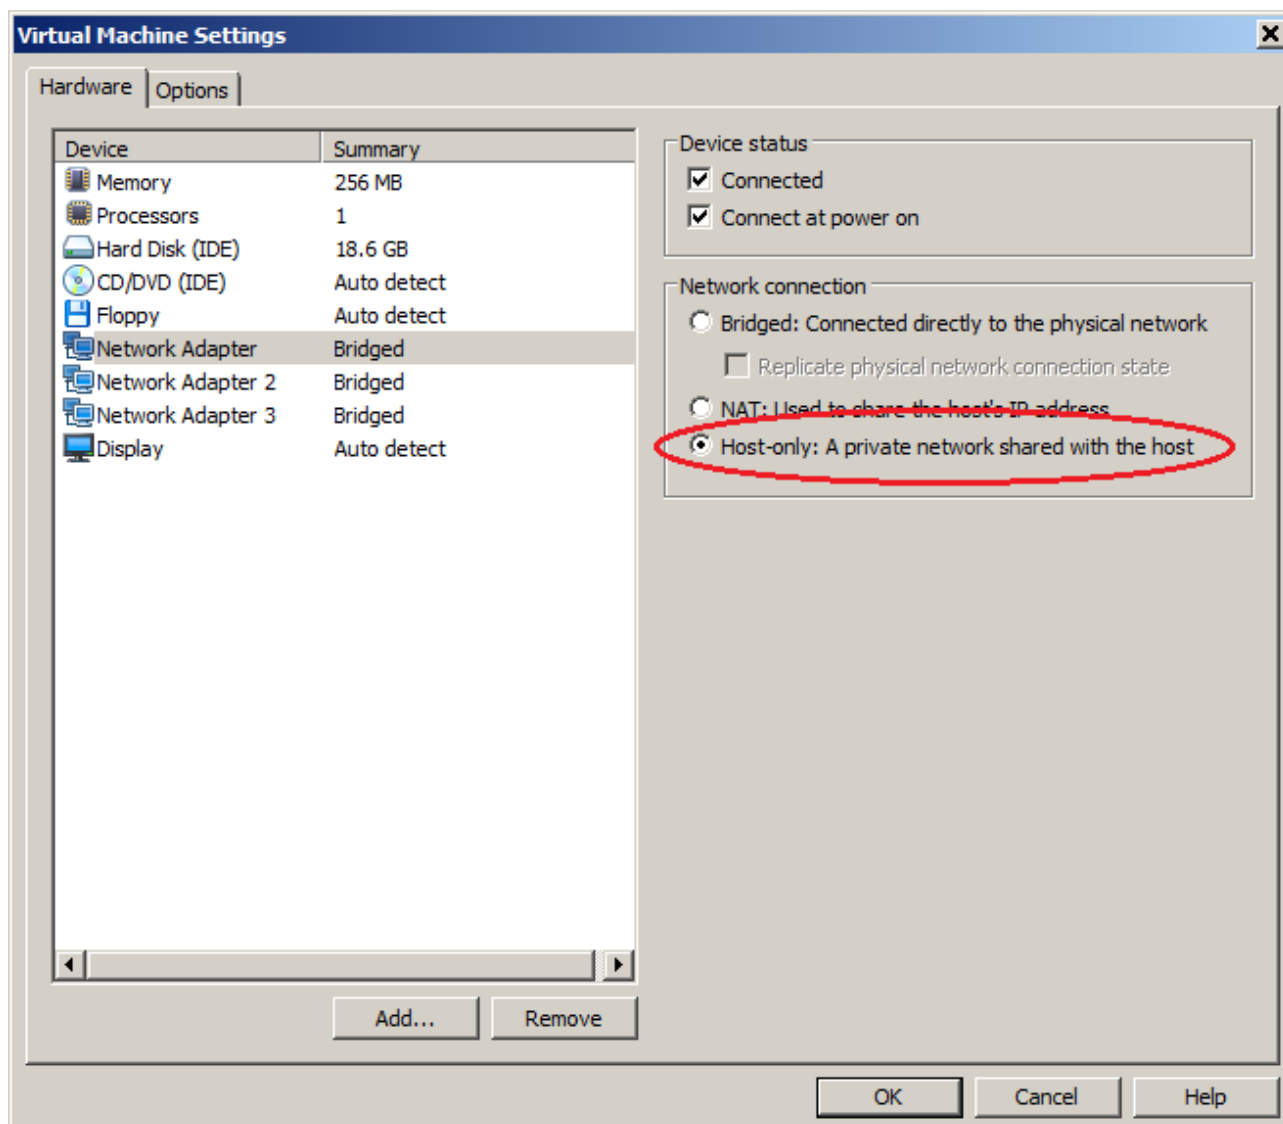 Virtual Machine Settings
Hardware
Options
Device Summary
Memory 256 MB
Processors 1
Hard Disk (IDE) 18.6 GB
CD/DVD (IDE) Auto detect
Floppy Auto detect
Network Adapter Bridged
Network Adapter 2 Bridged
Network Adapter 3 Bridged
Display Auto detect
Add...
Remove
Device status
Connected
Connect at power on
Network connection
Bridged: Connected directly to the physical network
Replicate physical network connection state
NAT: Used to share the host's IP address
Host-only: A private network shared with the host
OK
Cancel
Help